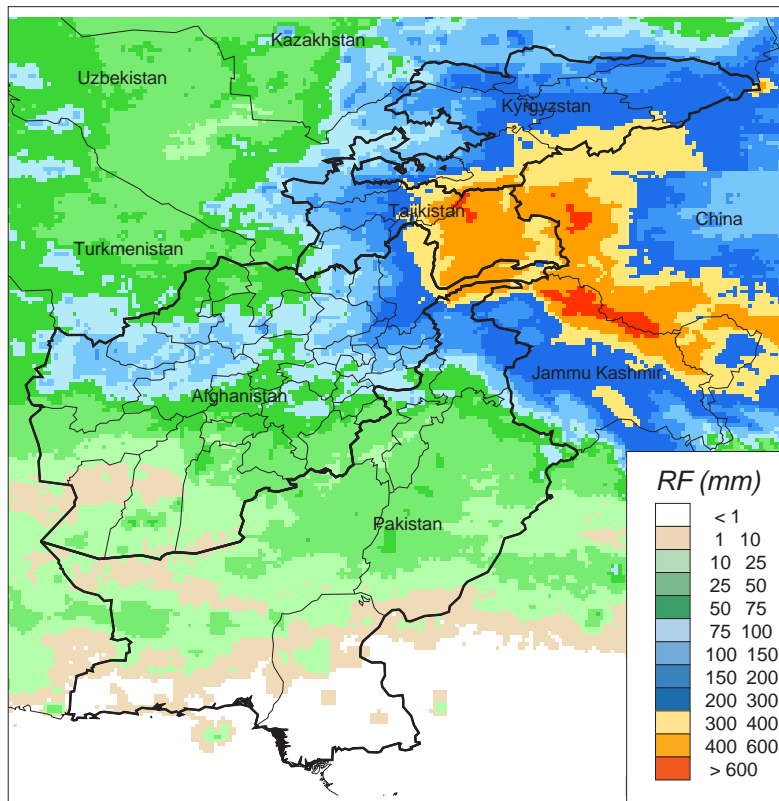 Kazakhstan
Uzbekistan
Kyrgyzstan
Tajikistan
China
Turkmenistan
Jammu Kashmir
Afghanistan
Pakistan
RF (mm)
< 1
1 10
10 25
25 50
50 75
75 100
100 150
150 200
200 300
300 400
400 600
> 600